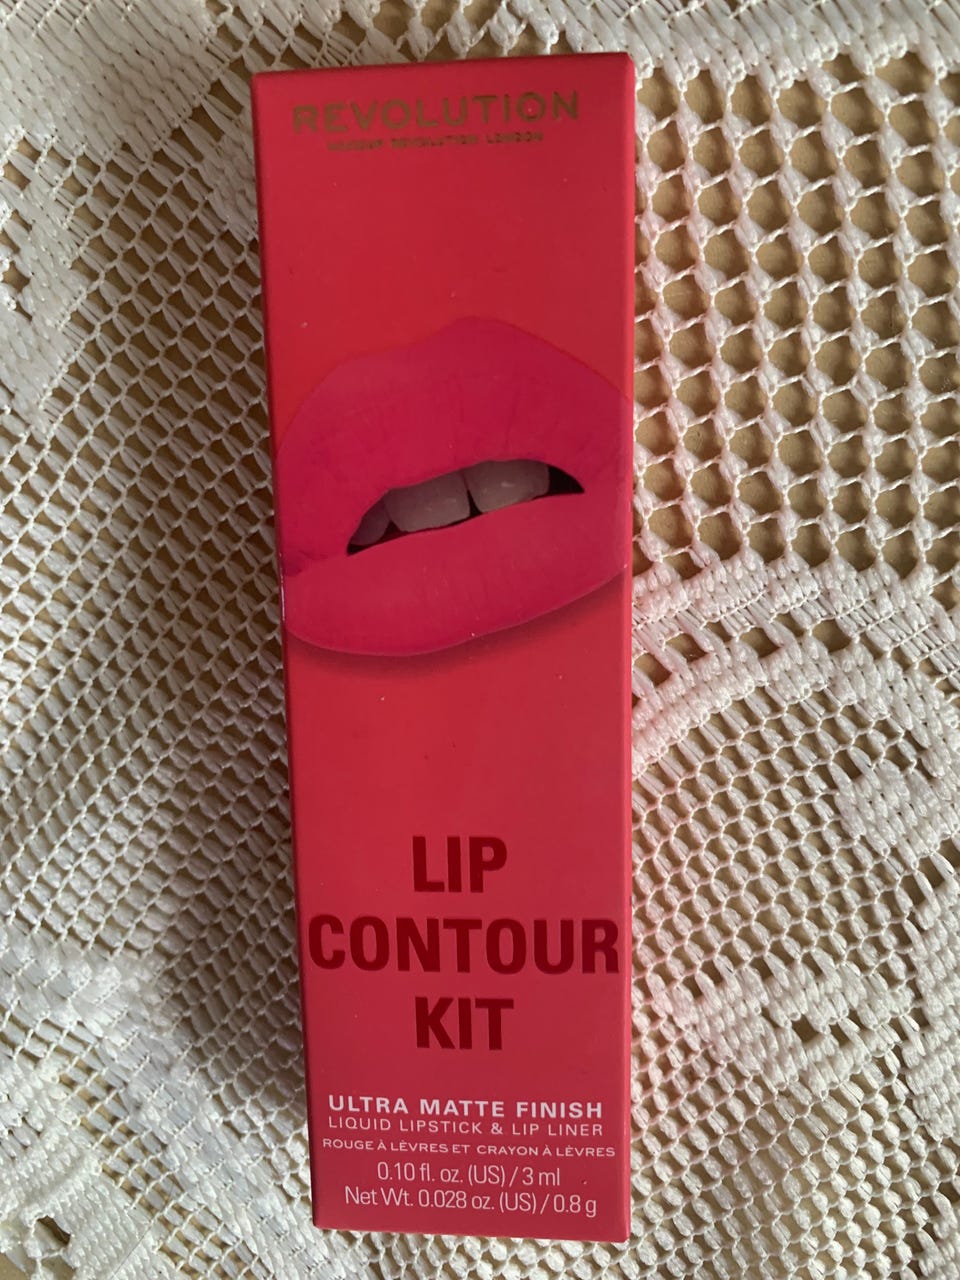 REVOLUTION
MAKEUP REVOLUTION LONDON
LIP
CONTOUR
KIT
ULTRA MATTE FINISH
LIQUID LIPSTICK & LIP LINER
ROUGE À LÈVRES ET CRAYON À LÈVRES
0.10 fl. oz. (US) / 3 ml
Net Wt. 0.028 oz. (US) / 0.8 g